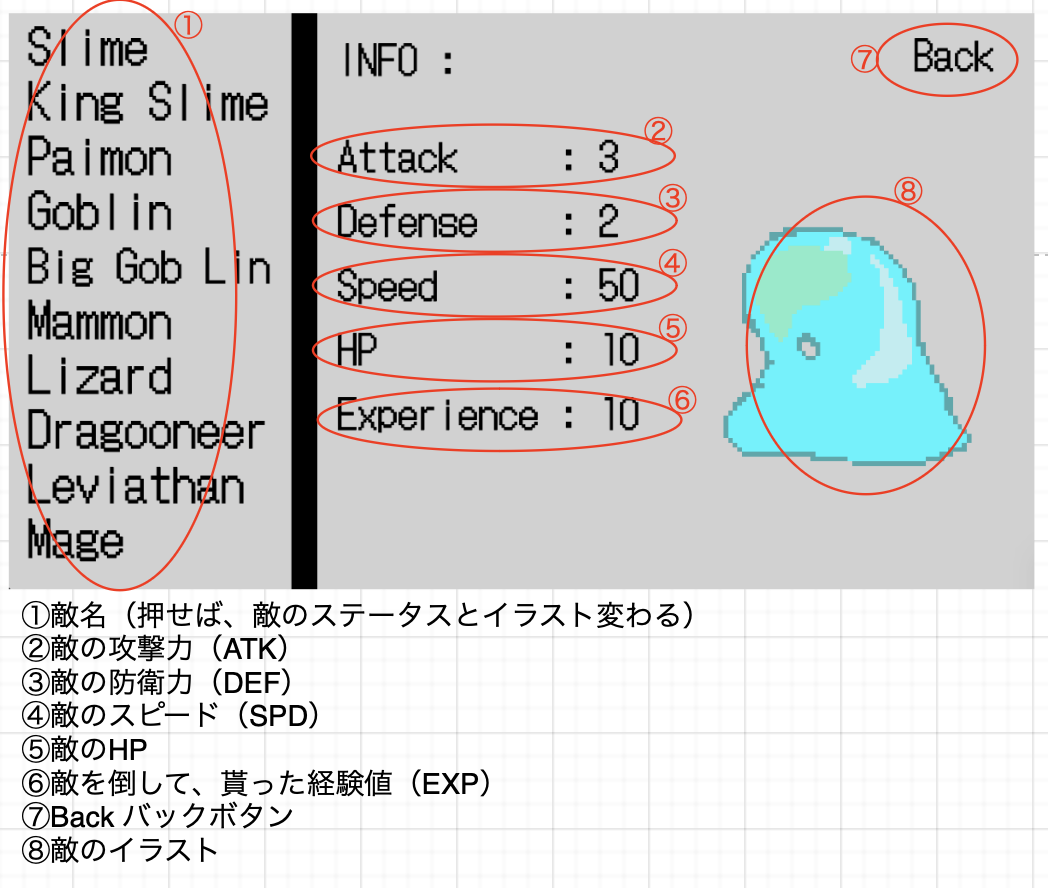 Slime
King Slime
Paimon
Goblin
Big Gob Lin
Mammon
Lizard
Dragooneer
Leviathan
Mage
①
INFO :
⑦ Back
②
Attack : 3
③
Defense : 2
④
Speed : 50
⑤
HP : 10
⑥
Experience : 10
⑧
①敵名（押せば、敵のステータスとイラスト変わる）
②敵の攻撃力（ATK）
③敵の防衛力（DEF）
④敵のスピード（SPD）
⑤敵のHP
⑥敵を倒して、貰った経験値（EXP）
⑦Back バックボタン
⑧敵のイラスト